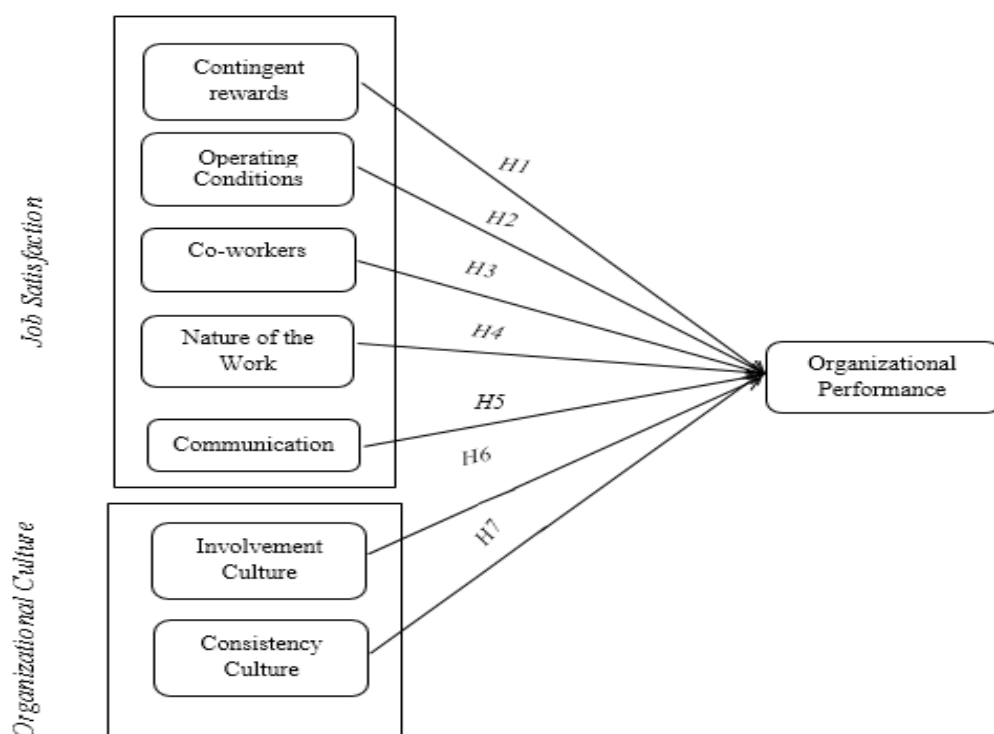 Job Satisfaction
Contingent
rewards
Operating
Conditions
Co-workers
Nature of the
Work
Communication
H1
H2
H3
H4
H5
H6
H7
Organizational
Performance
Organizational Culture
Involvement
Culture
Consistency
Culture